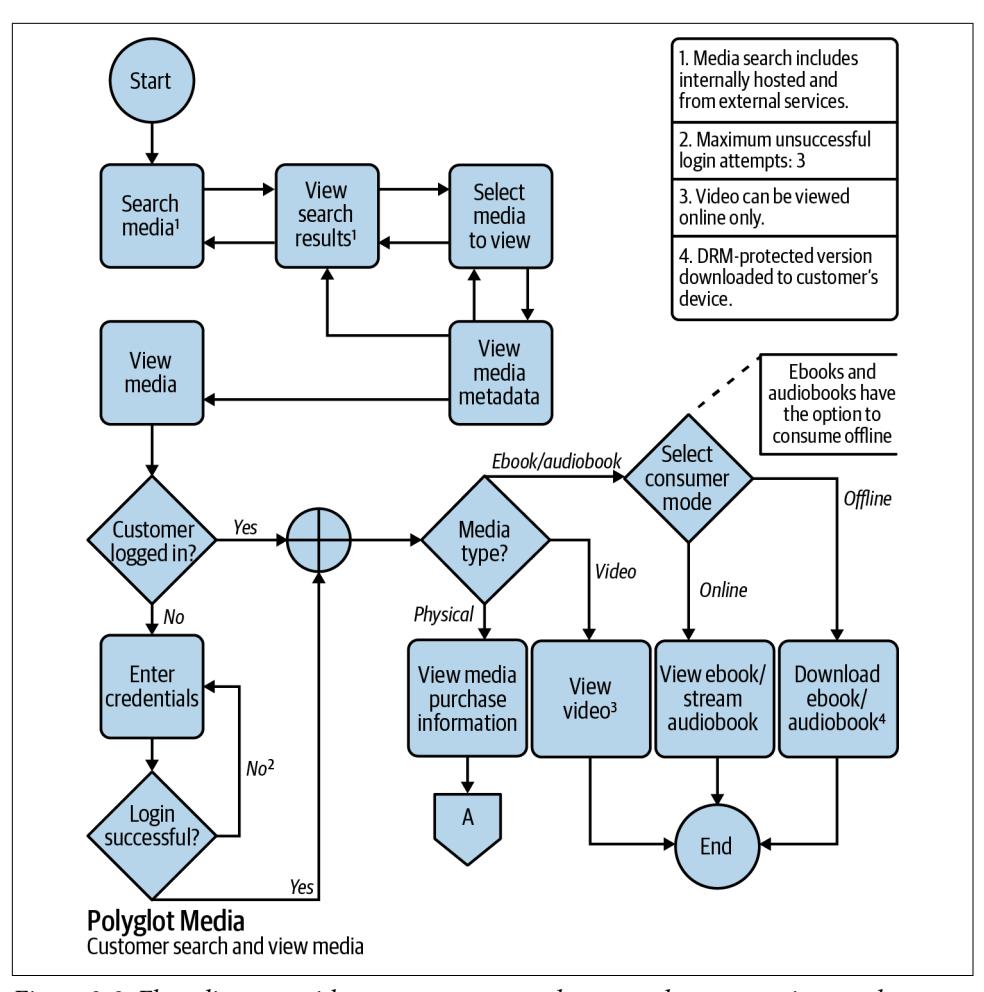 Start
1. Media search includes
internally hosted and
from external services.
2. Maximum unsuccessful
login attempts: 3
3. Video can be viewed
online only.
4. DRM-protected version
downloaded to customer's
device.
Search
media¹
View
search
results¹
Select
media
to view
View
media
View
media
metadata
Ebooks and
audiobooks have
the option to
consume offline
Ebook/audiobook
Select
consumer
mode
Offline
Customer
logged in?
Yes
Media
type?
Video
Online
No
Physical
Enter
credentials
View media
purchase
information
View
video³
View ebook/
stream
audiobook
Download
ebook/
audiobook⁴
No²
Login
successful?
A
End
Yes
Polyglot Media
Customer search and view media